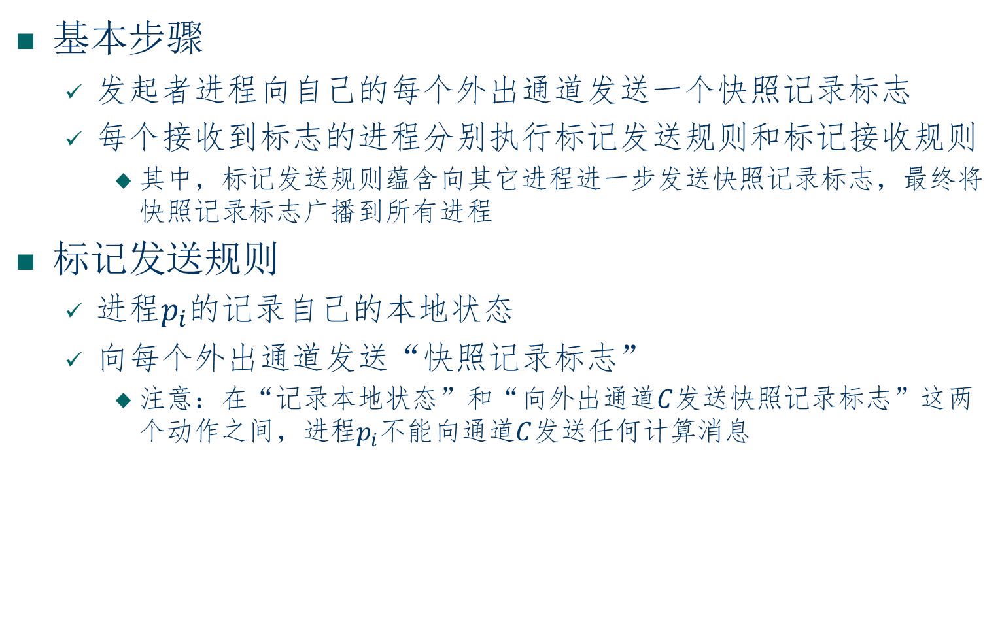 基本步骤
发起者进程向自己的每个外出通道发送一个快照记录标志
每个接收到标志的进程分别执行标记发送规则和标记接收规则
其中，标记发送规则蕴含向其它进程进一步发送快照记录标志，最终将
快照记录标志广播到所有进程
标记发送规则
进程pᵢ的记录自己的本地状态
向每个外出通道发送“快照记录标志”
注意：在“记录本地状态”和“向外出通道C发送快照记录标志”这两
个动作之间，进程pᵢ不能向通道C发送任何计算消息